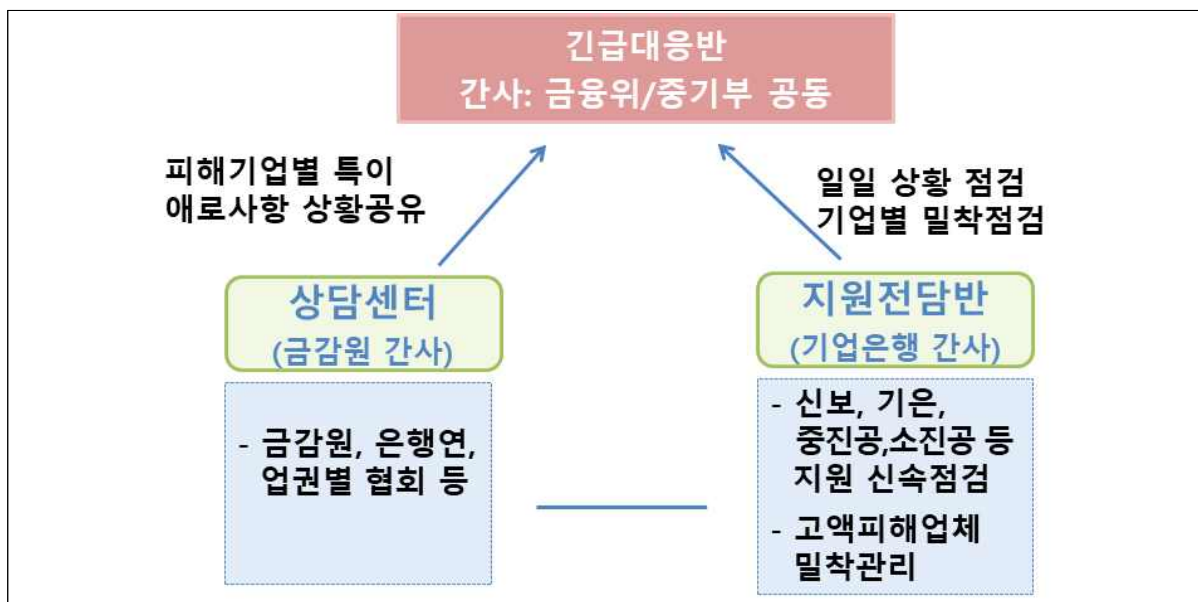 긴급대응반
간사: 금융위/중기부 공동
피해기업별 특이
애로사항 상황공유
일일 상황 점검
기업별 밀착점검
상담센터
(금감원 간사)
- 금감원, 은행연,
업권별 협회 등
지원전담반
(기업은행 간사)
- 신보, 기은,
중진공,소진공 등
지원 신속점검
- 고액피해업체
밀착관리